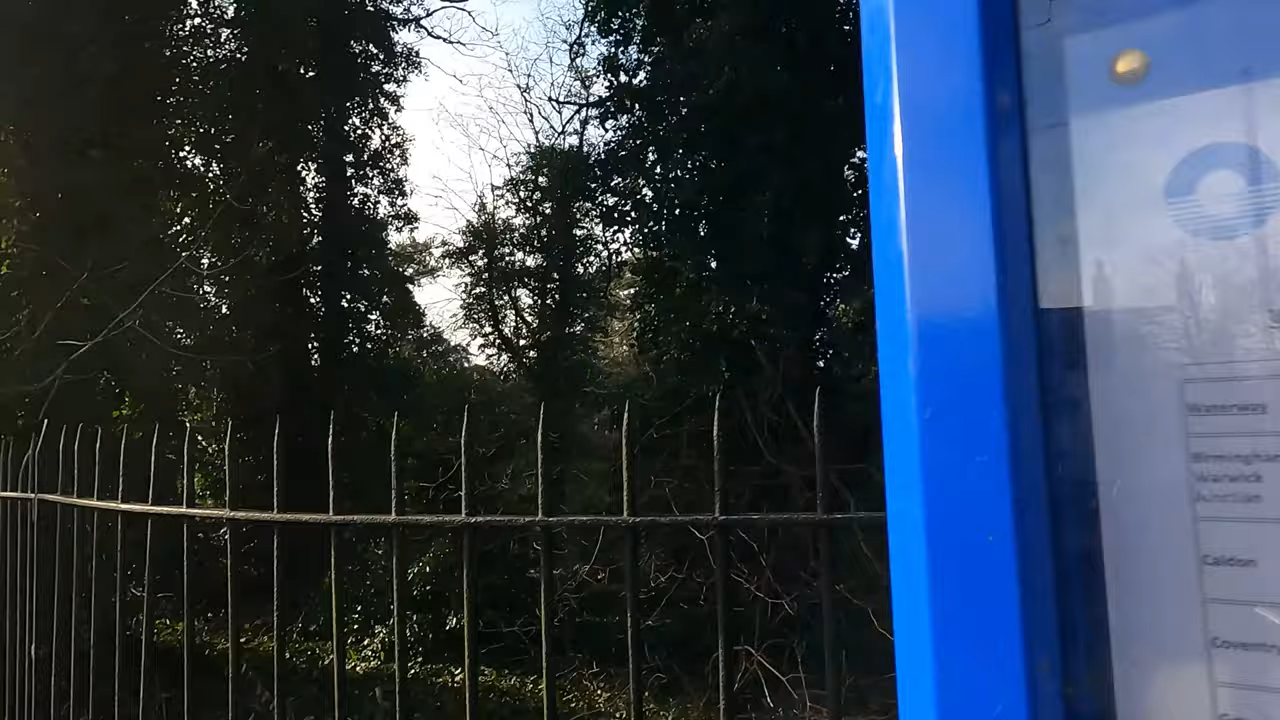 Waterway
Birmingham
Warwick
Junction
Caldon
Coventry